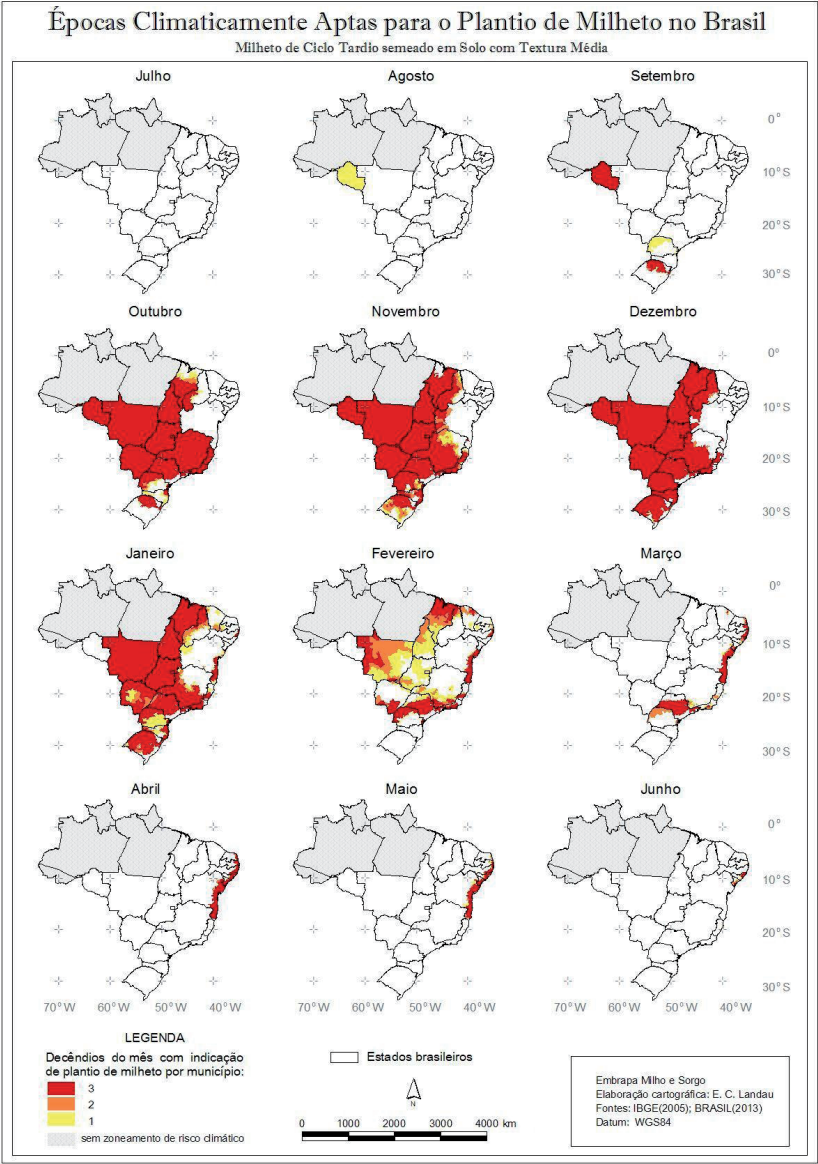 Épocas Climaticamente Aptas para o Plantio de Milheto no Brasil
Milheto de Ciclo Tardio semeado em Solo com Textura Média
Julho Agosto Setembro
0°
10°S
20°S
30°S
Outubro Novembro Dezembro
0°
10°S
20°S
30°S
Janeiro Fevereiro Março
0°
10°S
20°S
30°S
Abril Maio Junho
0°
10°S
20°S
30°S
70°W 60°W 50°W 40°W 70°W 60°W 50°W 40°W 70°W 60°W 50°W 40°W
LEGENDA
Decêndios do mês com indicação
de plantio de milheto por município:
3
2
1
sem zoneamento de risco climático
Estados brasileiros
N
0 1000 2000 3000 4000 km
Embrapa Milho e Sorgo
Elaboração cartográfica: E. C. Landau
Fontes: IBGE(2005); BRASIL(2013)
Datum: WGS84